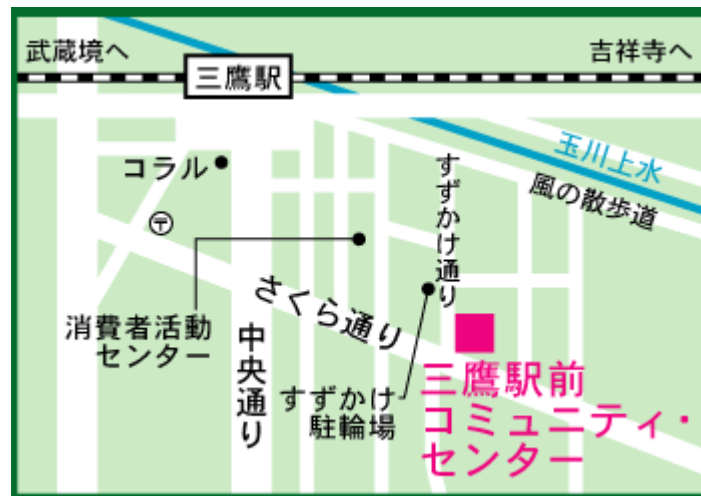 武蔵境へ
吉祥寺へ
三鷹駅
コラル
〒
玉川上水
風の散歩道
すずかけ通り
さくら通り
消費者活動
センター
中央通り
すずかけ
駐輪場
三鷹駅前
コミュニティ・
センター